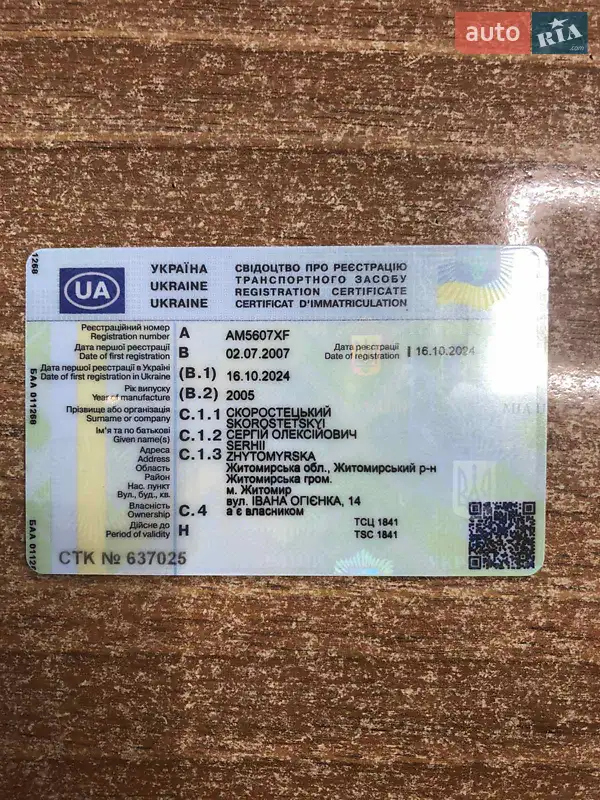 auto RIA .com
1268
УКРАЇНА СВІДОЦТВО ПРО РЕЄСТРАЦІЮ
UKRAINE ТРАНСПОРТНОГО ЗАСОБУ
UKRAINE REGISTRATION CERTIFICATE
CERTIFICAT D'IMMATRICULATION
UA
Реєстраційний номер
Registration number A AM5607XF
Дата першої реєстрації
Date of first registration B 02.07.2007
Дата реєстрації
Date of registration I 16.10.2024
Дата першої реєстрації в Україні
Date of first registration in Ukraine (B.1) 16.10.2024
Рік випуску
Year of manufacture (B.2) 2005
Прізвище або організація C.1.1 СКОРОСТЕЦЬКИЙ
Surname or company SKOROSTETSKYI
Ім'я та по батькові C.1.2 СЕРГІЙ ОЛЕКСІЙОВИЧ
Given name(s) SERHII
Адреса C.1.3 ZHYTOMYRSKA
Address Житомирська обл., Житомирський р-н
Область
Район Житомирська гром.
Нас. пункт м. Житомир
Вул., буд., кв. вул. ІВАНА ОГІЄНКА, 14
Власність
Ownership C.4 а є власником
Дійсне до
Period of validity H
ТСЦ 1841
TSC 1841
СТК № 637025
БАА 011268